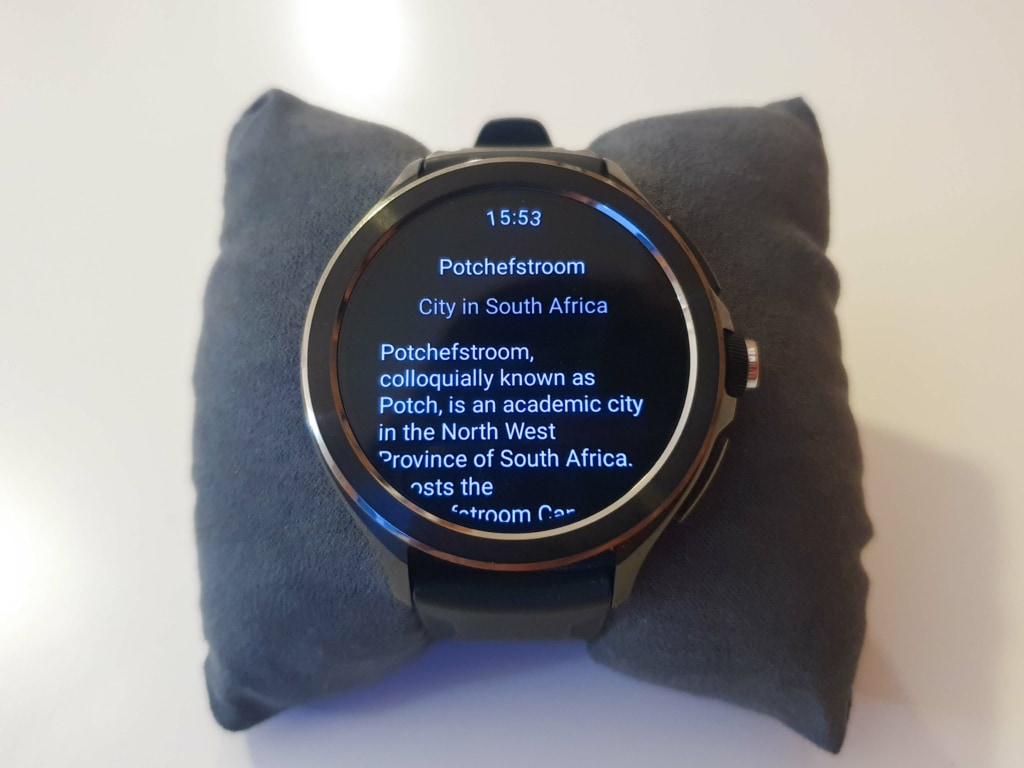 15:53
Potchefstroom
City in South Africa
Potchefstroom,
colloquially known as
Potch, is an academic city
in the North West
Province of South Africa.
the